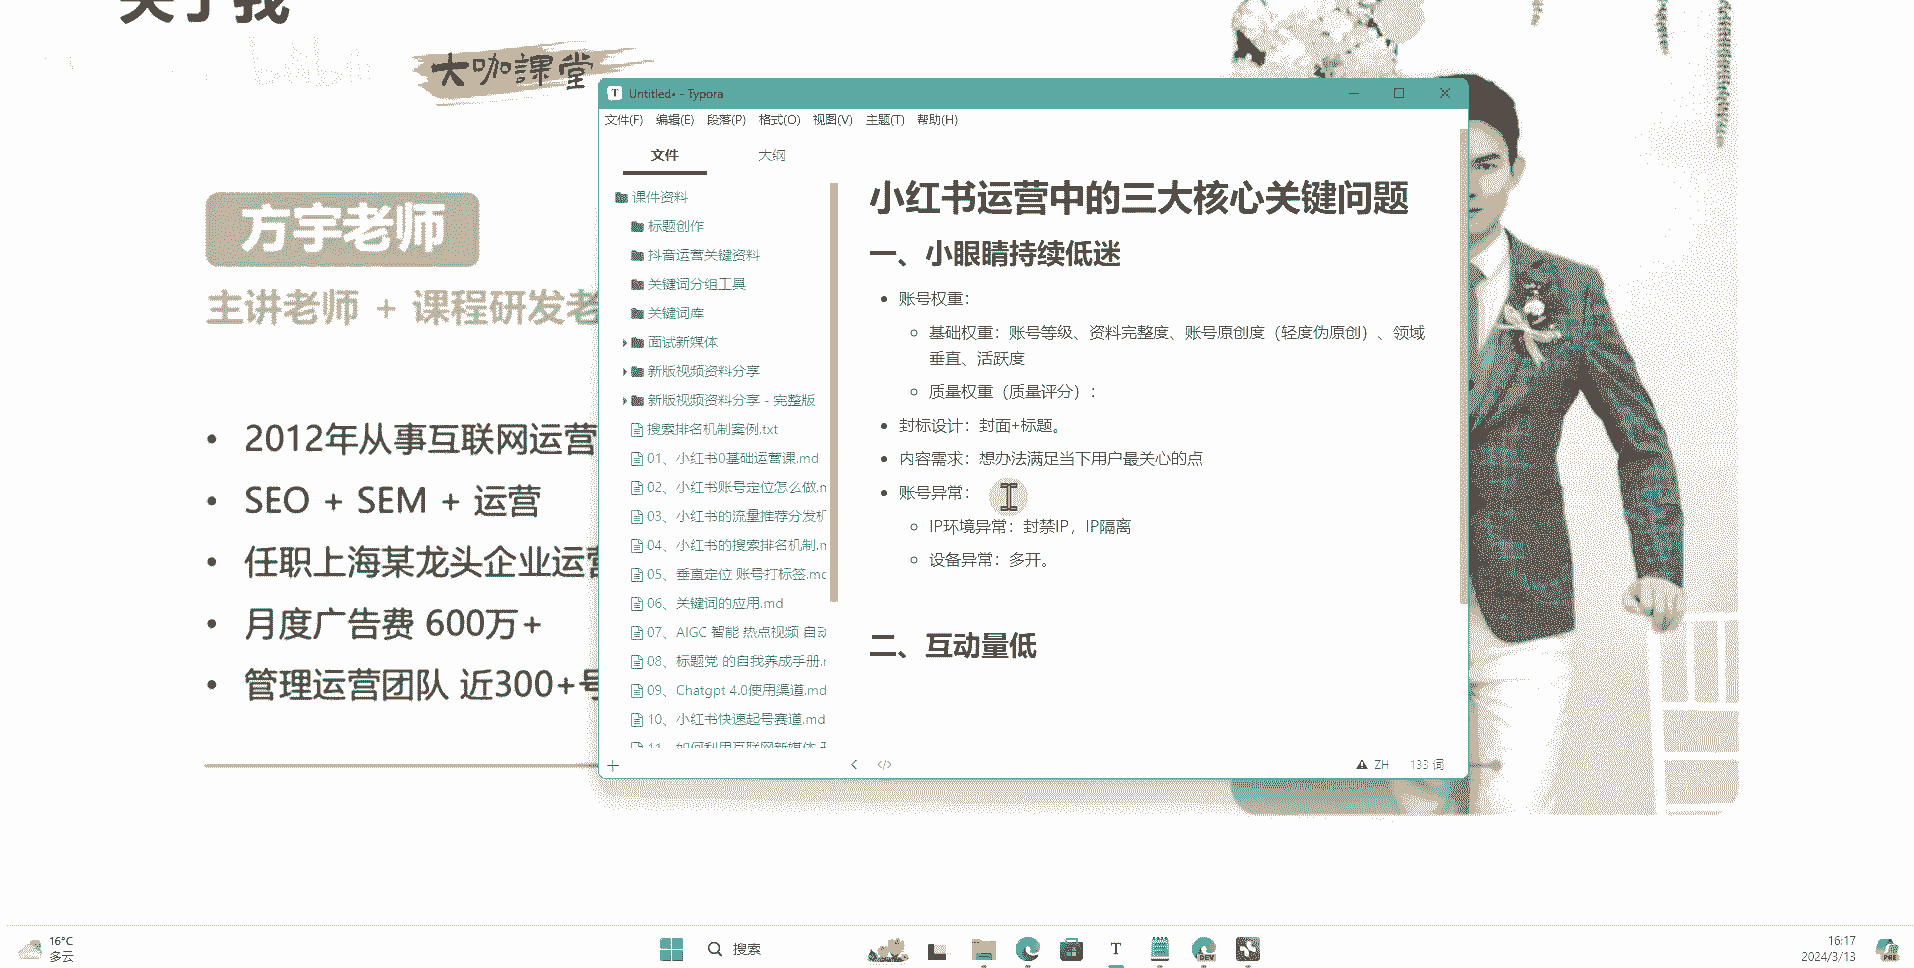 关于我
大咖課堂
方宇老师
主讲老师 + 课程研发老
2012年从事互联网运营
SEO + SEM + 运营
任职上海某龙头企业运营
月度广告费 600万+
管理运营团队 近300+号
Untitled• - Typora
文件(F) 编辑(E) 段落(P) 格式(O) 视图(V) 主题(T) 帮助(H)
文件 大纲
课件资料
标题创作
抖音运营关键资料
关键词分组工具
关键词库
面试新媒体
新版视频资料分享
新版视频资料分享 - 完整版
搜索排名机制案例.txt
01、小红书0基础运营课.md
02、小红书账号定位怎么做.m
03、小红书的流量推荐分发机
04、小红书的搜索排名机制.m
05、垂直定位 账号打标签.md
06、关键词的应用.md
07、AIGC 智能 热点视频 自动
08、标题党 的自我养成手册.m
09、Chatgpt 4.0使用渠道.md
10、小红书快速起号赛道.md
11、如何利用互联网新媒体
小红书运营中的三大核心关键问题
一、小眼睛持续低迷
账号权重：
基础权重：账号等级、资料完整度、账号原创度（轻度伪原创）、领域
垂直、活跃度
质量权重（质量评分）：
封标设计：封面+标题。
内容需求：想办法满足当下用户最关心的点
账号异常：
IP环境异常：封禁IP，IP隔离
设备异常：多开。
二、互动量低
ZH 133 词
16°C
多云
搜索
16:17
2024/3/13